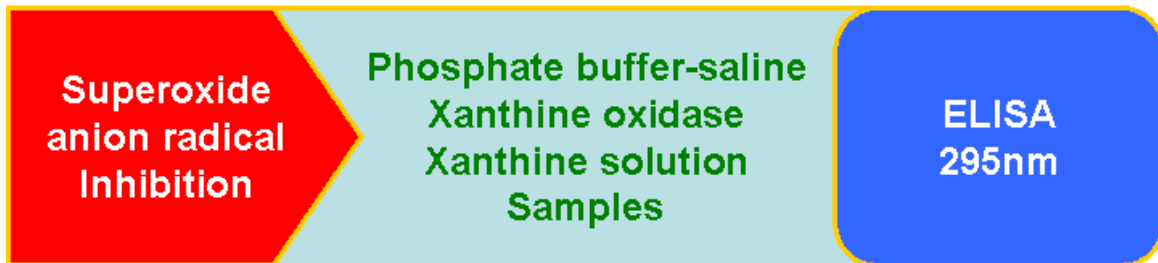 Superoxide
anion radical
Inhibition
Phosphate buffer-saline
Xanthine oxidase
Xanthine solution
Samples
ELISA
295nm